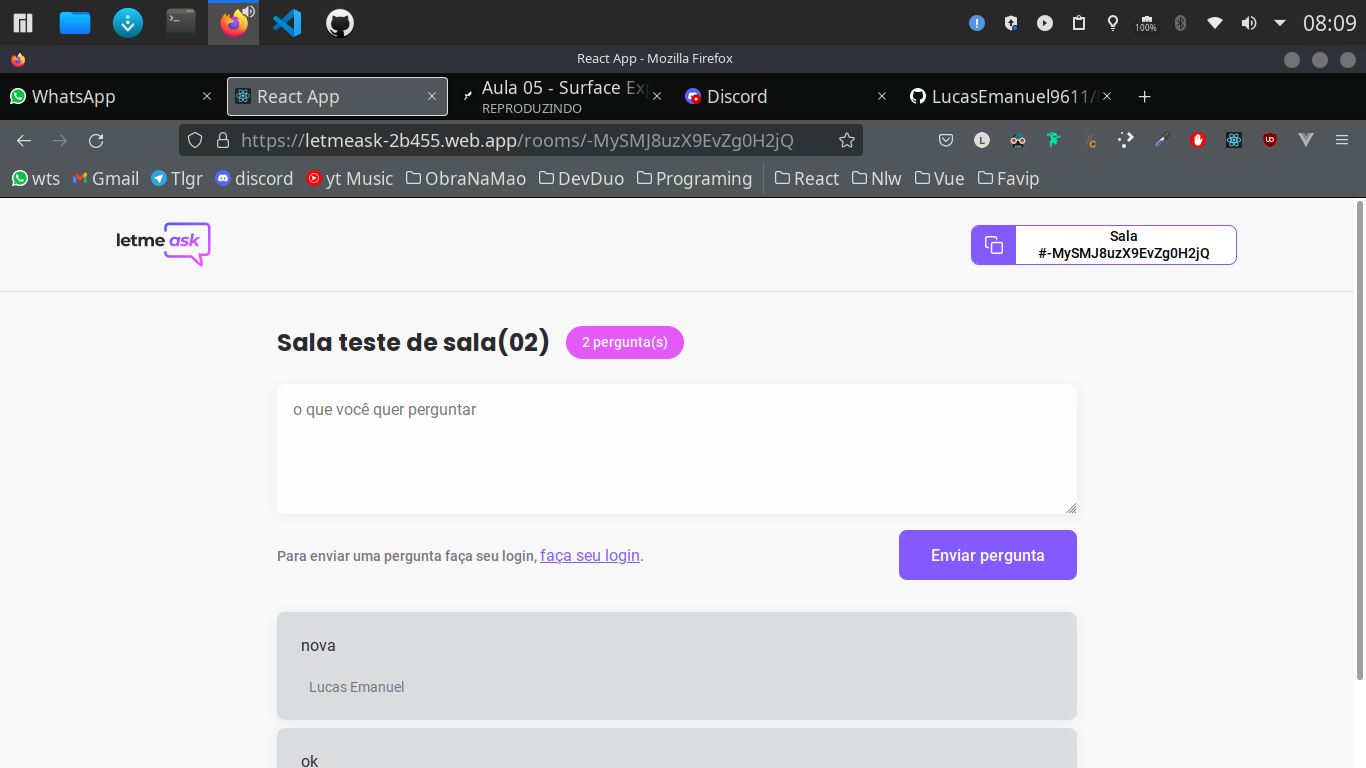 100%
08:09
React App - Mozilla Firefox
WhatsApp
React App
Aula 05 - Surface Exp
REPRODUZINDO
Discord
LucasEmanuel9611/
https://letmeask-2b455.web.app/rooms/-MySMJ8uzX9EvZg0H2jQ
wts
Gmail
Tlgr
discord
yt Music
ObraNaMao
DevDuo
Programing
React
Nlw
Vue
Favip
letme ask
Sala
#-MySMJ8uzX9EvZg0H2jQ
Sala teste de sala(02)
2 pergunta(s)
o que você quer perguntar
Para enviar uma pergunta faça seu login, faça seu login.
Enviar pergunta
nova
Lucas Emanuel
ok